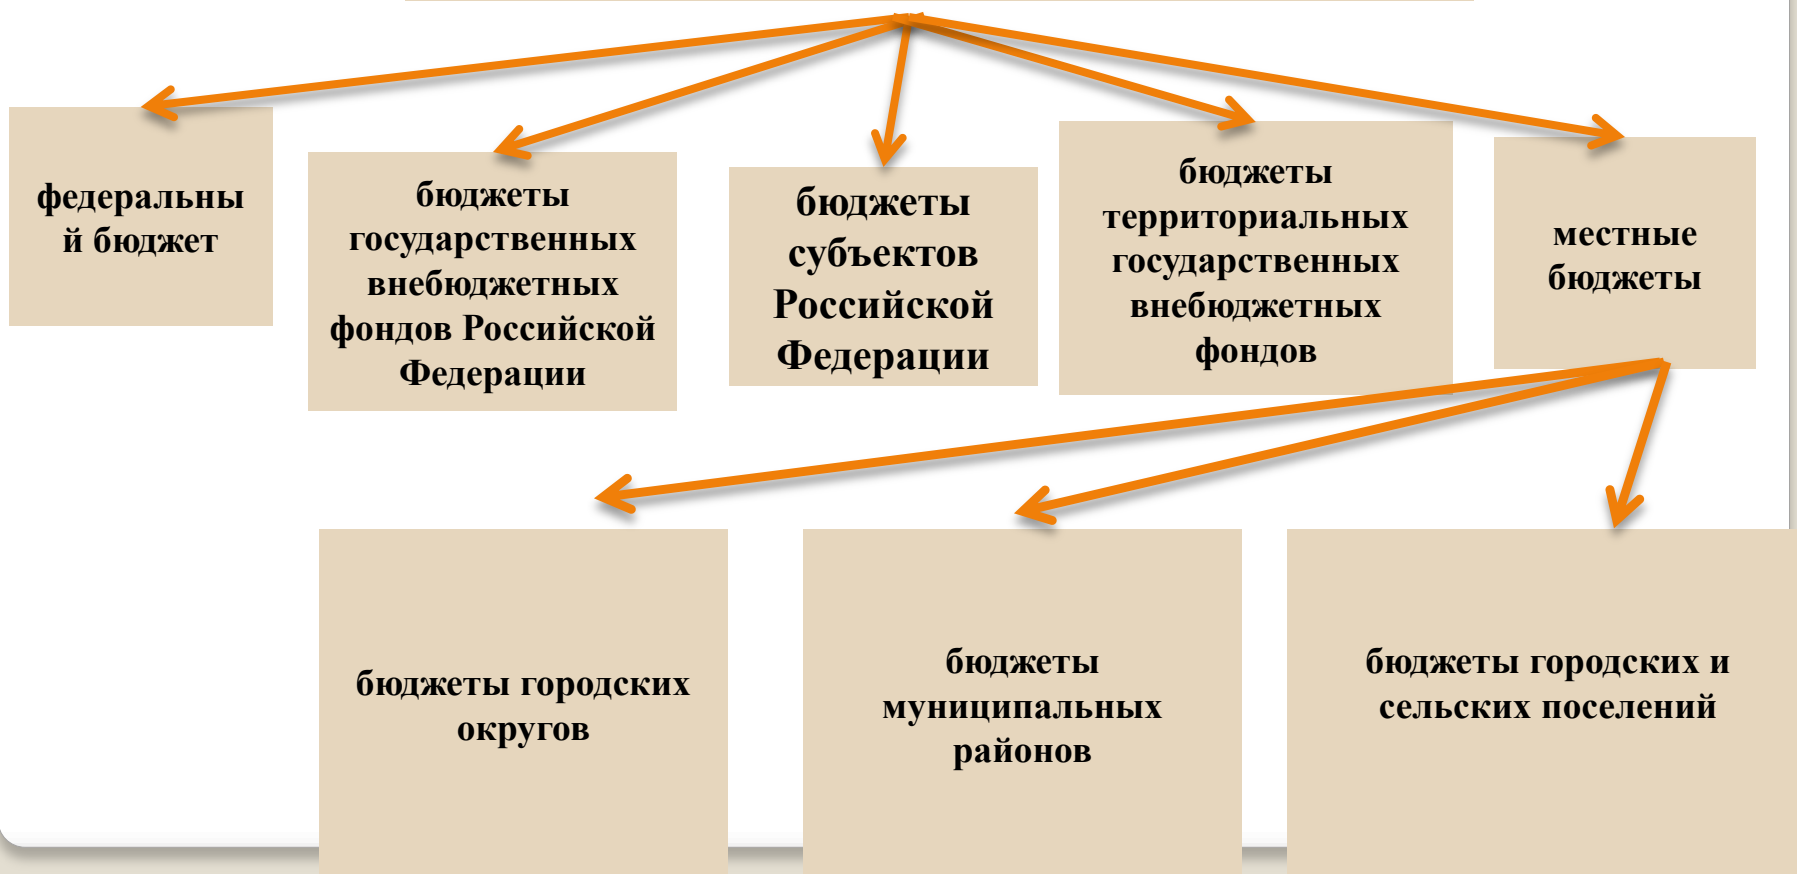 федеральны
й бюджет
бюджеты
государственных
внебюджетных
фондов Российской
Федерации
бюджеты
субъектов
Российской
Федерации
бюджеты
территориальных
государственных
внебюджетных
фондов
местные
бюджеты
бюджеты городских
округов
бюджеты
муниципальных
районов
бюджеты городских и
сельских поселений